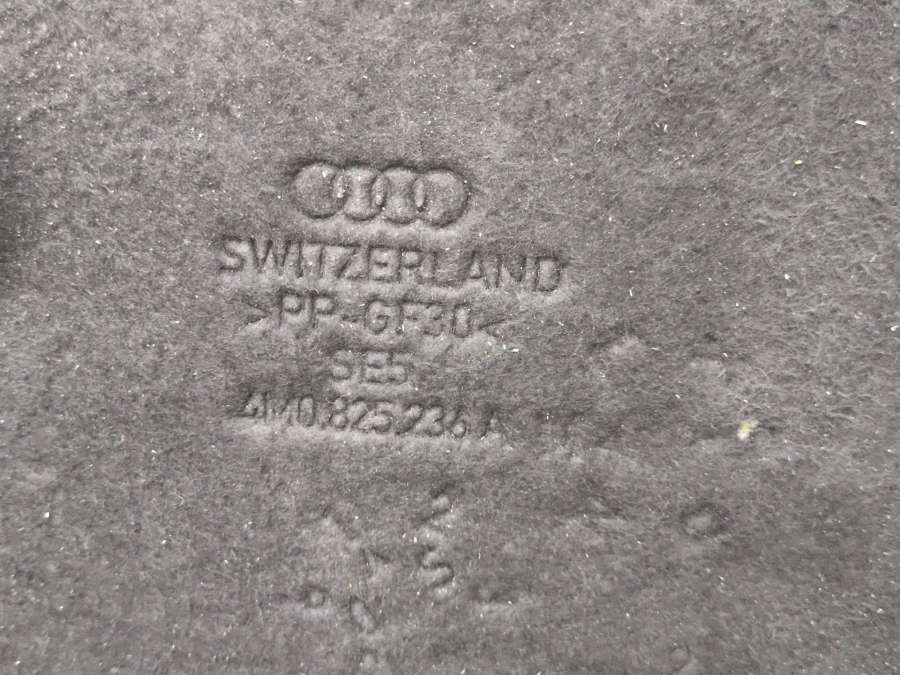 SWITZERLAND
>PP-GF30<
SE5
4M0.825.236 A